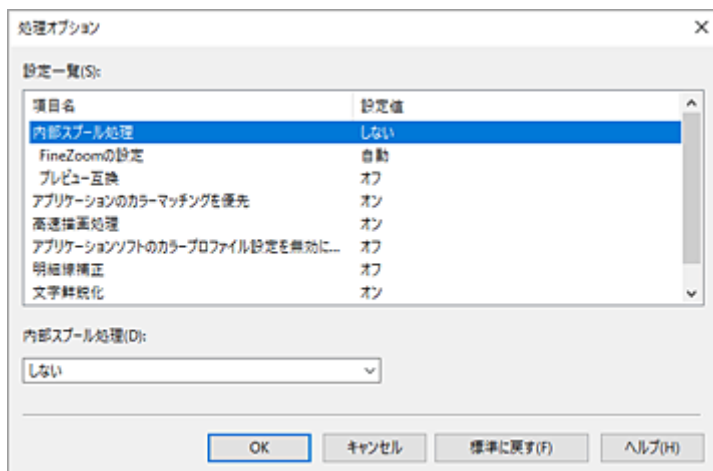 処理オプション
設定一覧(S):
項目名 設定値
内部スプール処理 しない
FineZoomの設定 自動
プレビュー互換 オフ
アプリケーションのカラーマッチングを優先 オン
高速描画処理 オン
アプリケーションソフトのカラープロファイル設定を無効に... オフ
明細線補正 オフ
文字鮮鋭化 オン
内部スプール処理(D):
しない
OK キャンセル 標準に戻す(F) ヘルプ(H)